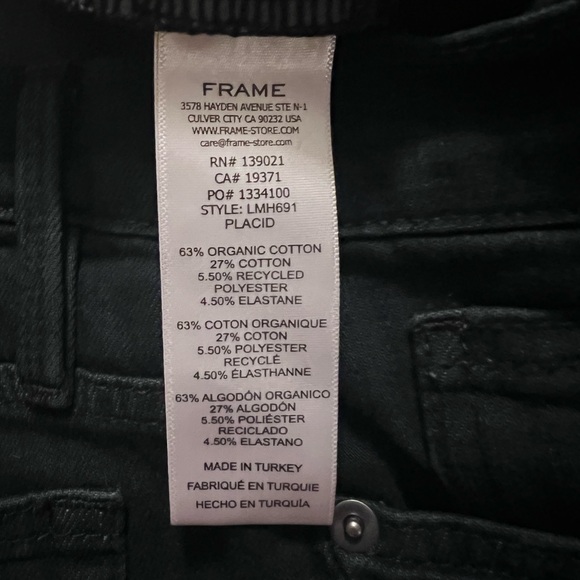 FRAME
3578 HAYDEN AVENUE STE N-1
CULVER CITY CA 90232 USA
WWW.FRAME-STORE.COM
care@frame-store.com
RN# 139021
CA# 19371
PO# 1334100
STYLE: LMH691
PLACID
63% ORGANIC COTTON
27% COTTON
5.50% RECYCLED
POLYESTER
4.50% ELASTANE
63% COTON ORGANIQUE
27% COTON
5.50% POLYESTER
RECYCLÉ
4.50% ÉLASTHANNE
63% ALGODÓN ORGANICO
27% ALGODÓN
5.50% POLIÉSTER
RECICLADO
4.50% ELASTANO
MADE IN TURKEY
FABRIQUÉ EN TURQUIE
HECHO EN TURQUÍA